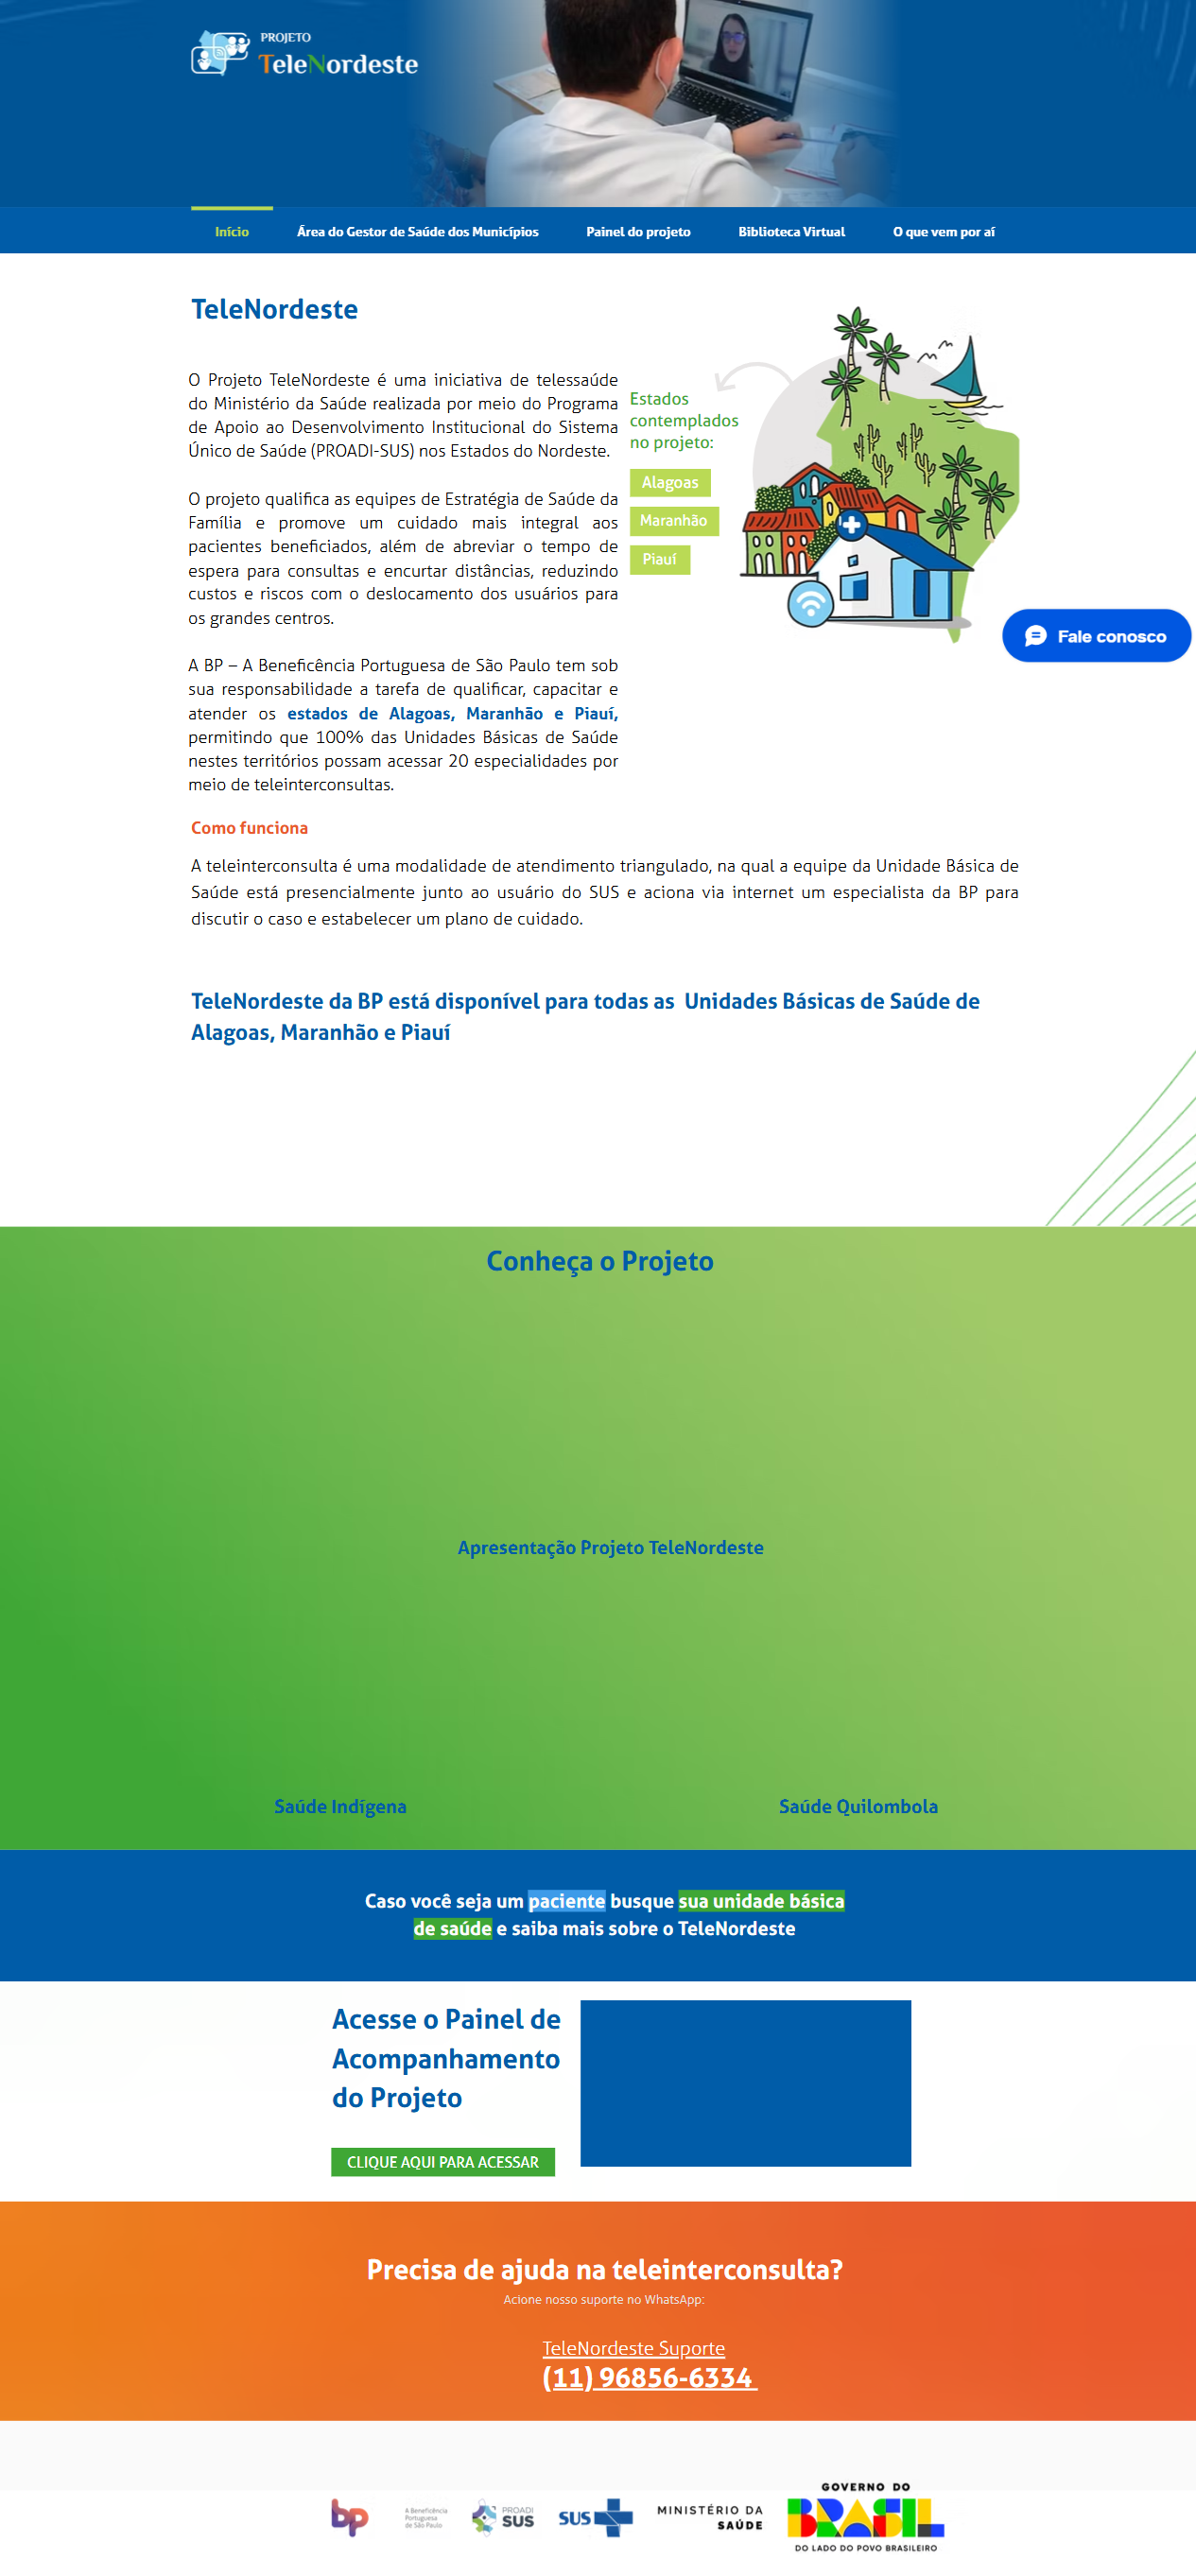 PROJETO
TeleNordeste
Início
Área do Gestor de Saúde dos Municípios
Painel do projeto
Biblioteca Virtual
O que vem por aí
TeleNordeste
O Projeto TeleNordeste é uma iniciativa de telessaúde
do Ministério da Saúde realizada por meio do Programa
de Apoio ao Desenvolvimento Institucional do Sistema
Único de Saúde (PROADI-SUS) nos Estados do Nordeste.
O projeto qualifica as equipes de Estratégia de Saúde da
Família e promove um cuidado mais integral aos
pacientes beneficiados, além de abreviar o tempo de
espera para consultas e encurtar distâncias, reduzindo
custos e riscos com o deslocamento dos usuários para
os grandes centros.
A BP – A Beneficência Portuguesa de São Paulo tem sob
sua responsabilidade a tarefa de qualificar, capacitar e
atender os estados de Alagoas, Maranhão e Piauí,
permitindo que 100% das Unidades Básicas de Saúde
nestes territórios possam acessar 20 especialidades por
meio de teleinterconsultas.
Estados
contemplados
no projeto:
Alagoas
Maranhão
Piauí
Fale conosco
Como funciona
A teleinterconsulta é uma modalidade de atendimento triangulado, na qual a equipe da Unidade Básica de
Saúde está presencialmente junto ao usuário do SUS e aciona via internet um especialista da BP para
discutir o caso e estabelecer um plano de cuidado.
TeleNordeste da BP está disponível para todas as Unidades Básicas de Saúde de
Alagoas, Maranhão e Piauí
Conheça o Projeto
Apresentação Projeto TeleNordeste
Saúde Indígena
Saúde Quilombola
Caso você seja um paciente busque sua unidade básica
de saúde e saiba mais sobre o TeleNordeste
Acesse o Painel de
Acompanhamento
do Projeto
CLIQUE AQUI PARA ACESSAR
Precisa de ajuda na teleinterconsulta?
Acione nosso suporte no WhatsApp:
TeleNordeste Suporte
(11) 96856-6334
bp
A Beneficência
Portuguesa
de São Paulo
PROADI
SUS
SUS
MINISTÉRIO DA
SAÚDE
GOVERNO DO
BRASIL
DO LADO DO POVO BRASILEIRO